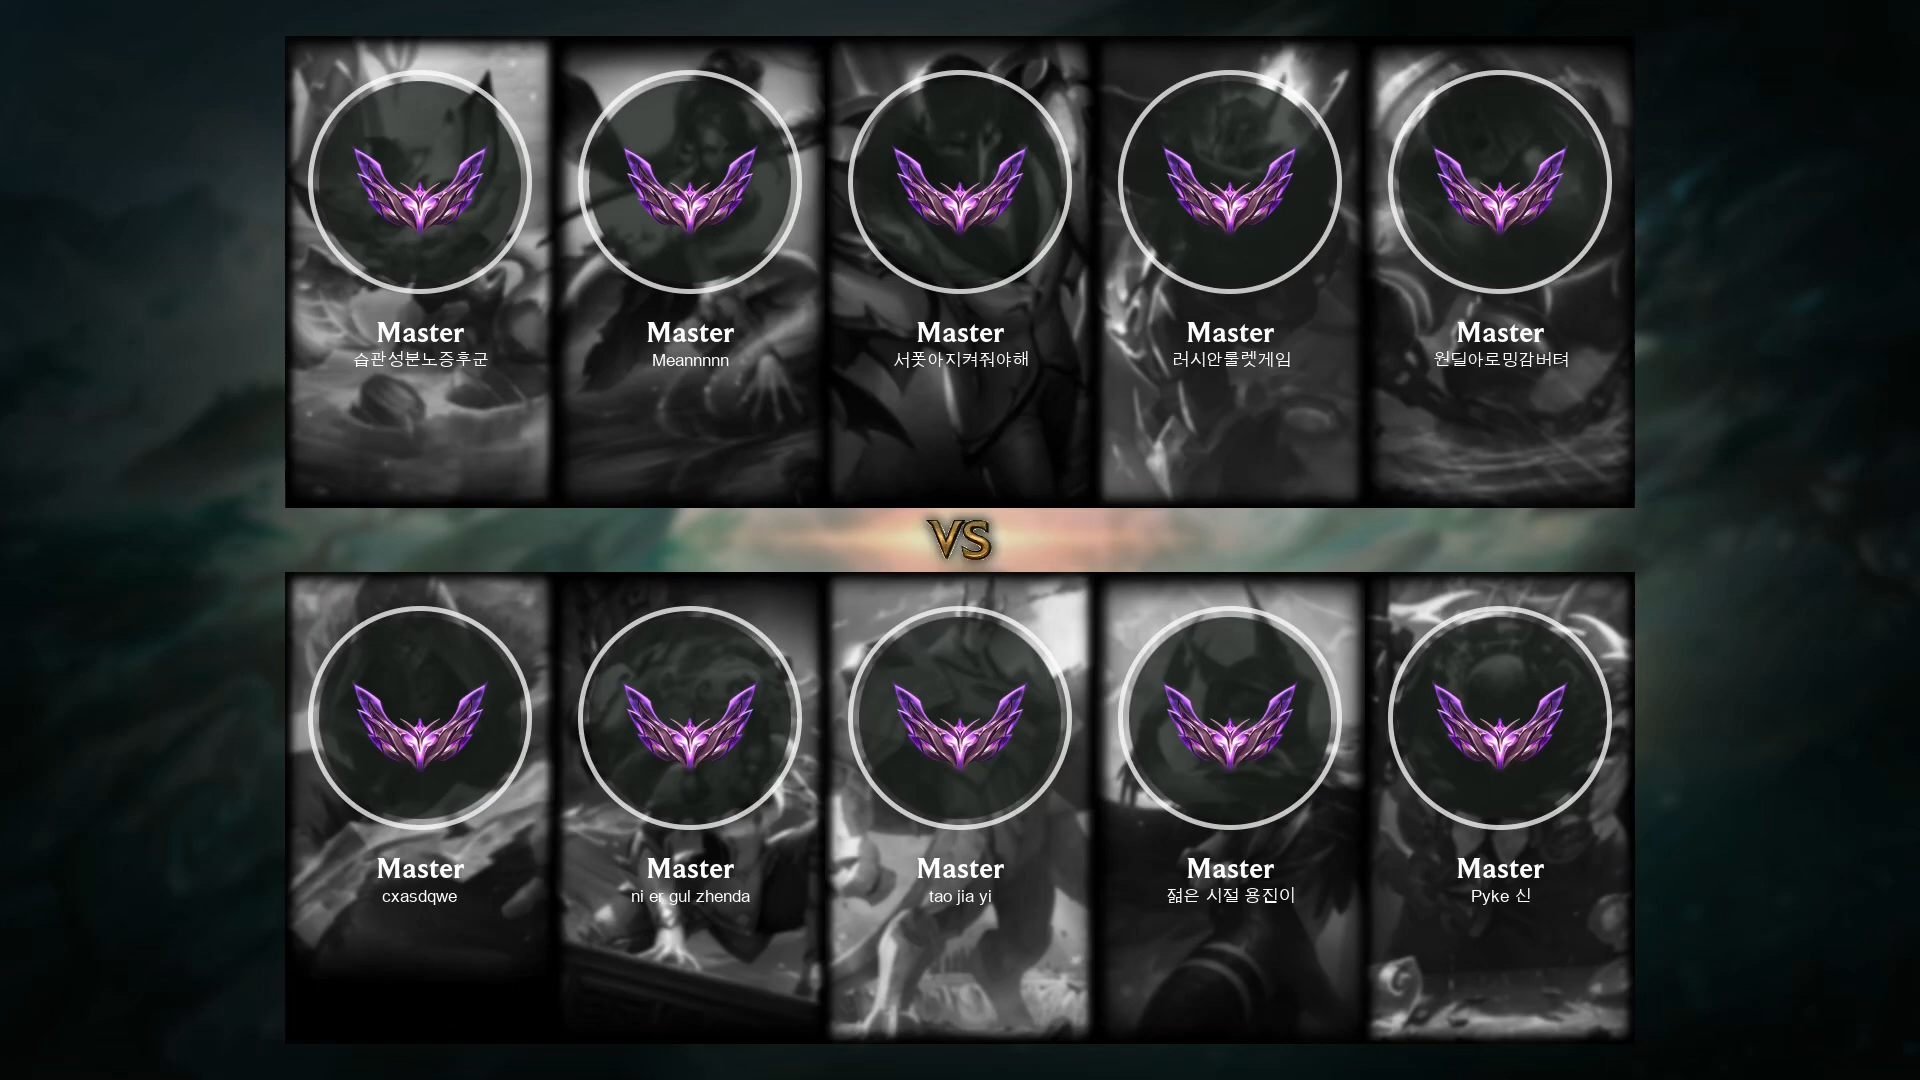 Master
습관성분노증후군
Master
Meannnnn
Master
서폿아지켜줘야해
Master
러시안룰렛게임
Master
원딜아로밍감버텨
VS
Master
cxasdqwe
Master
ni er gul zhenda
Master
tao jia yi
Master
젊은 시절 용진이
Master
Pyke 신